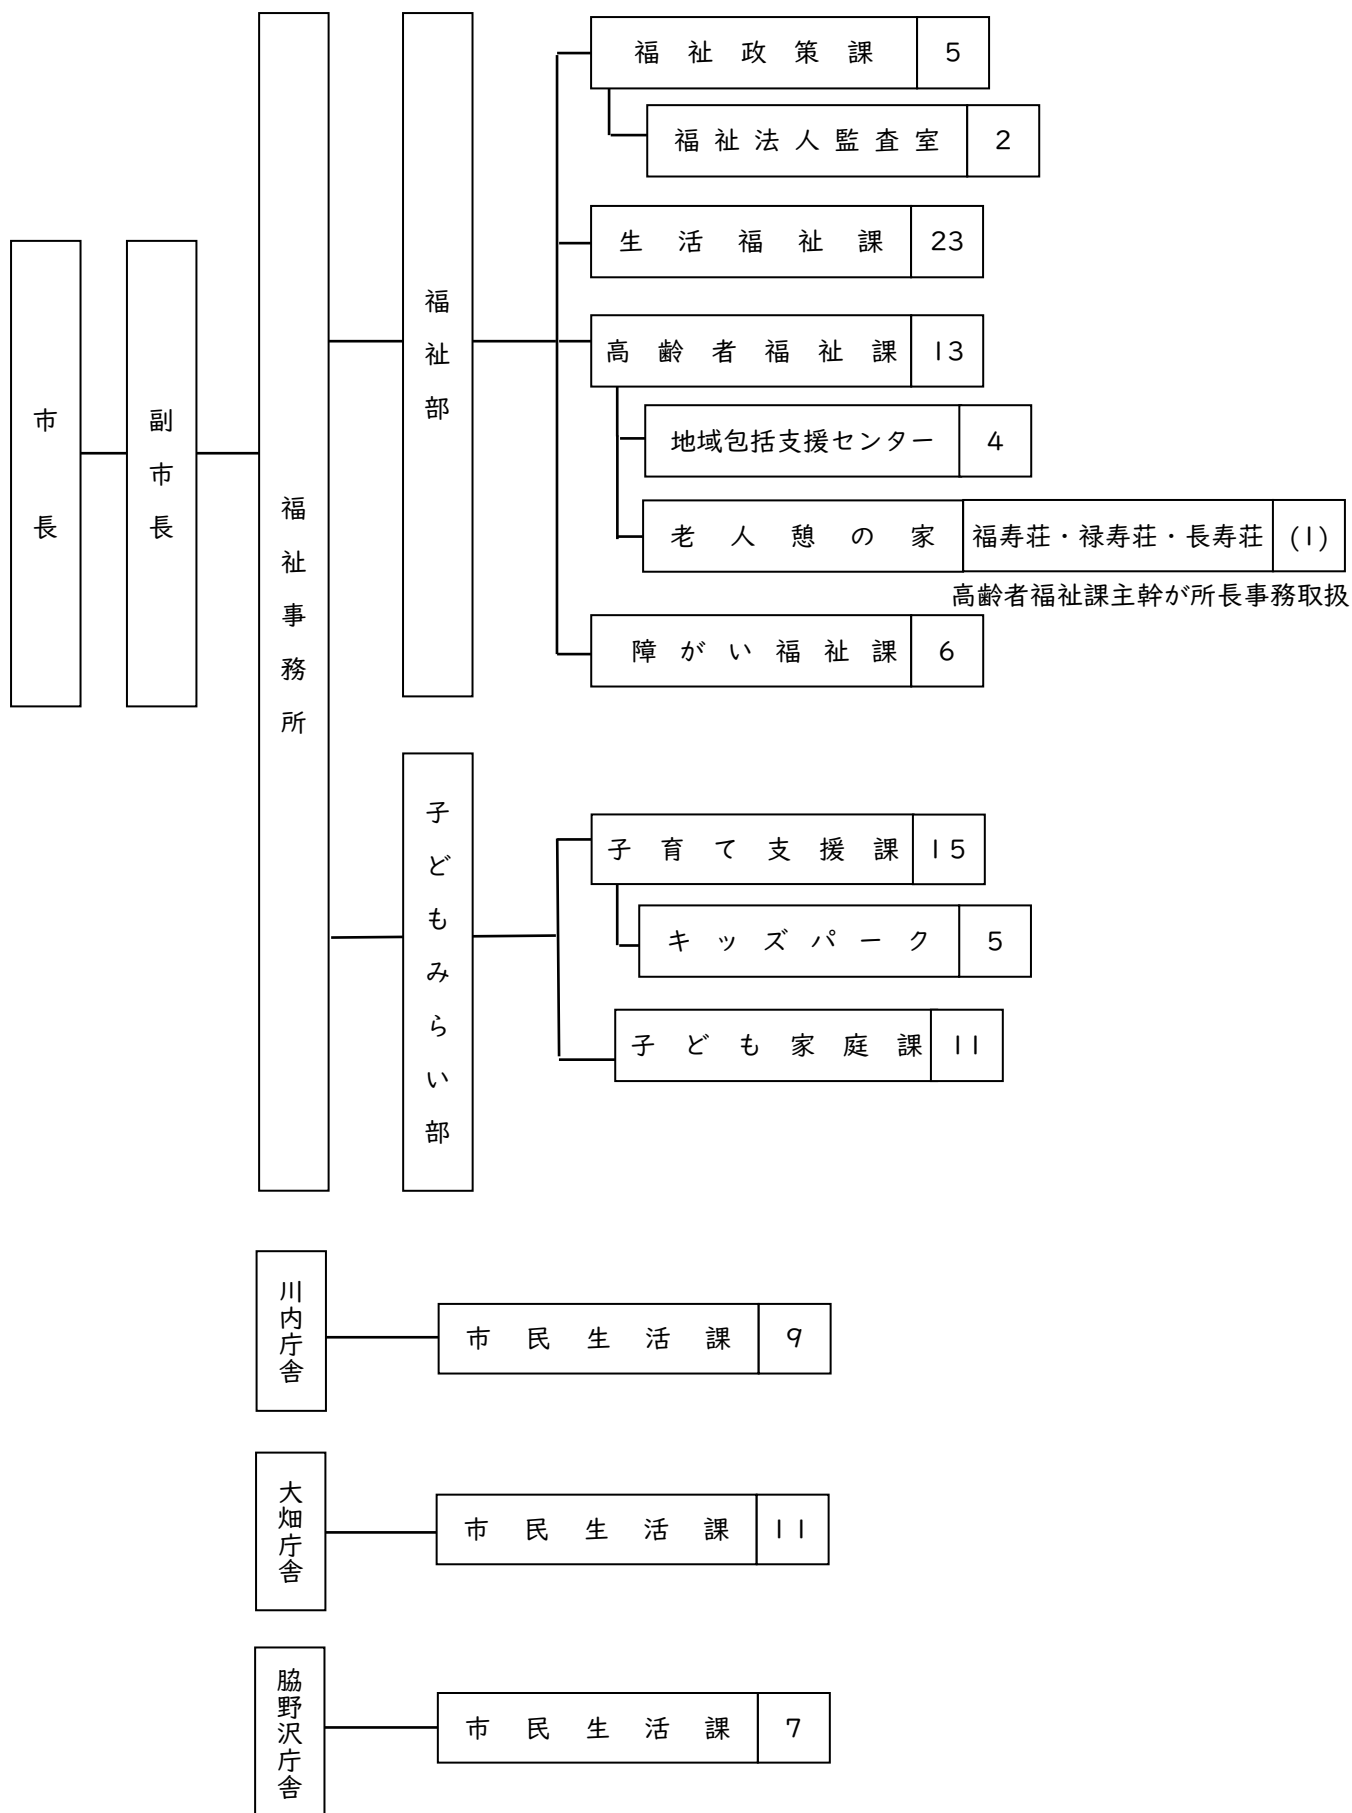 市長
副市長
福祉事務所
福祉部
福祉政策課 5
福祉法人監査室 2
生活福祉課 23
高齢者福祉課 13
地域包括支援センター 4
老人憩の家 福寿荘・禄寿荘・長寿荘 (1)
高齢者福祉課主幹が所長事務取扱
障がい福祉課 6
子どもみらい部
子育て支援課 15
キッズパーク 5
子ども家庭課 11
川内庁舎
市民生活課 9
大畑庁舎
市民生活課 11
脇野沢庁舎
市民生活課 7